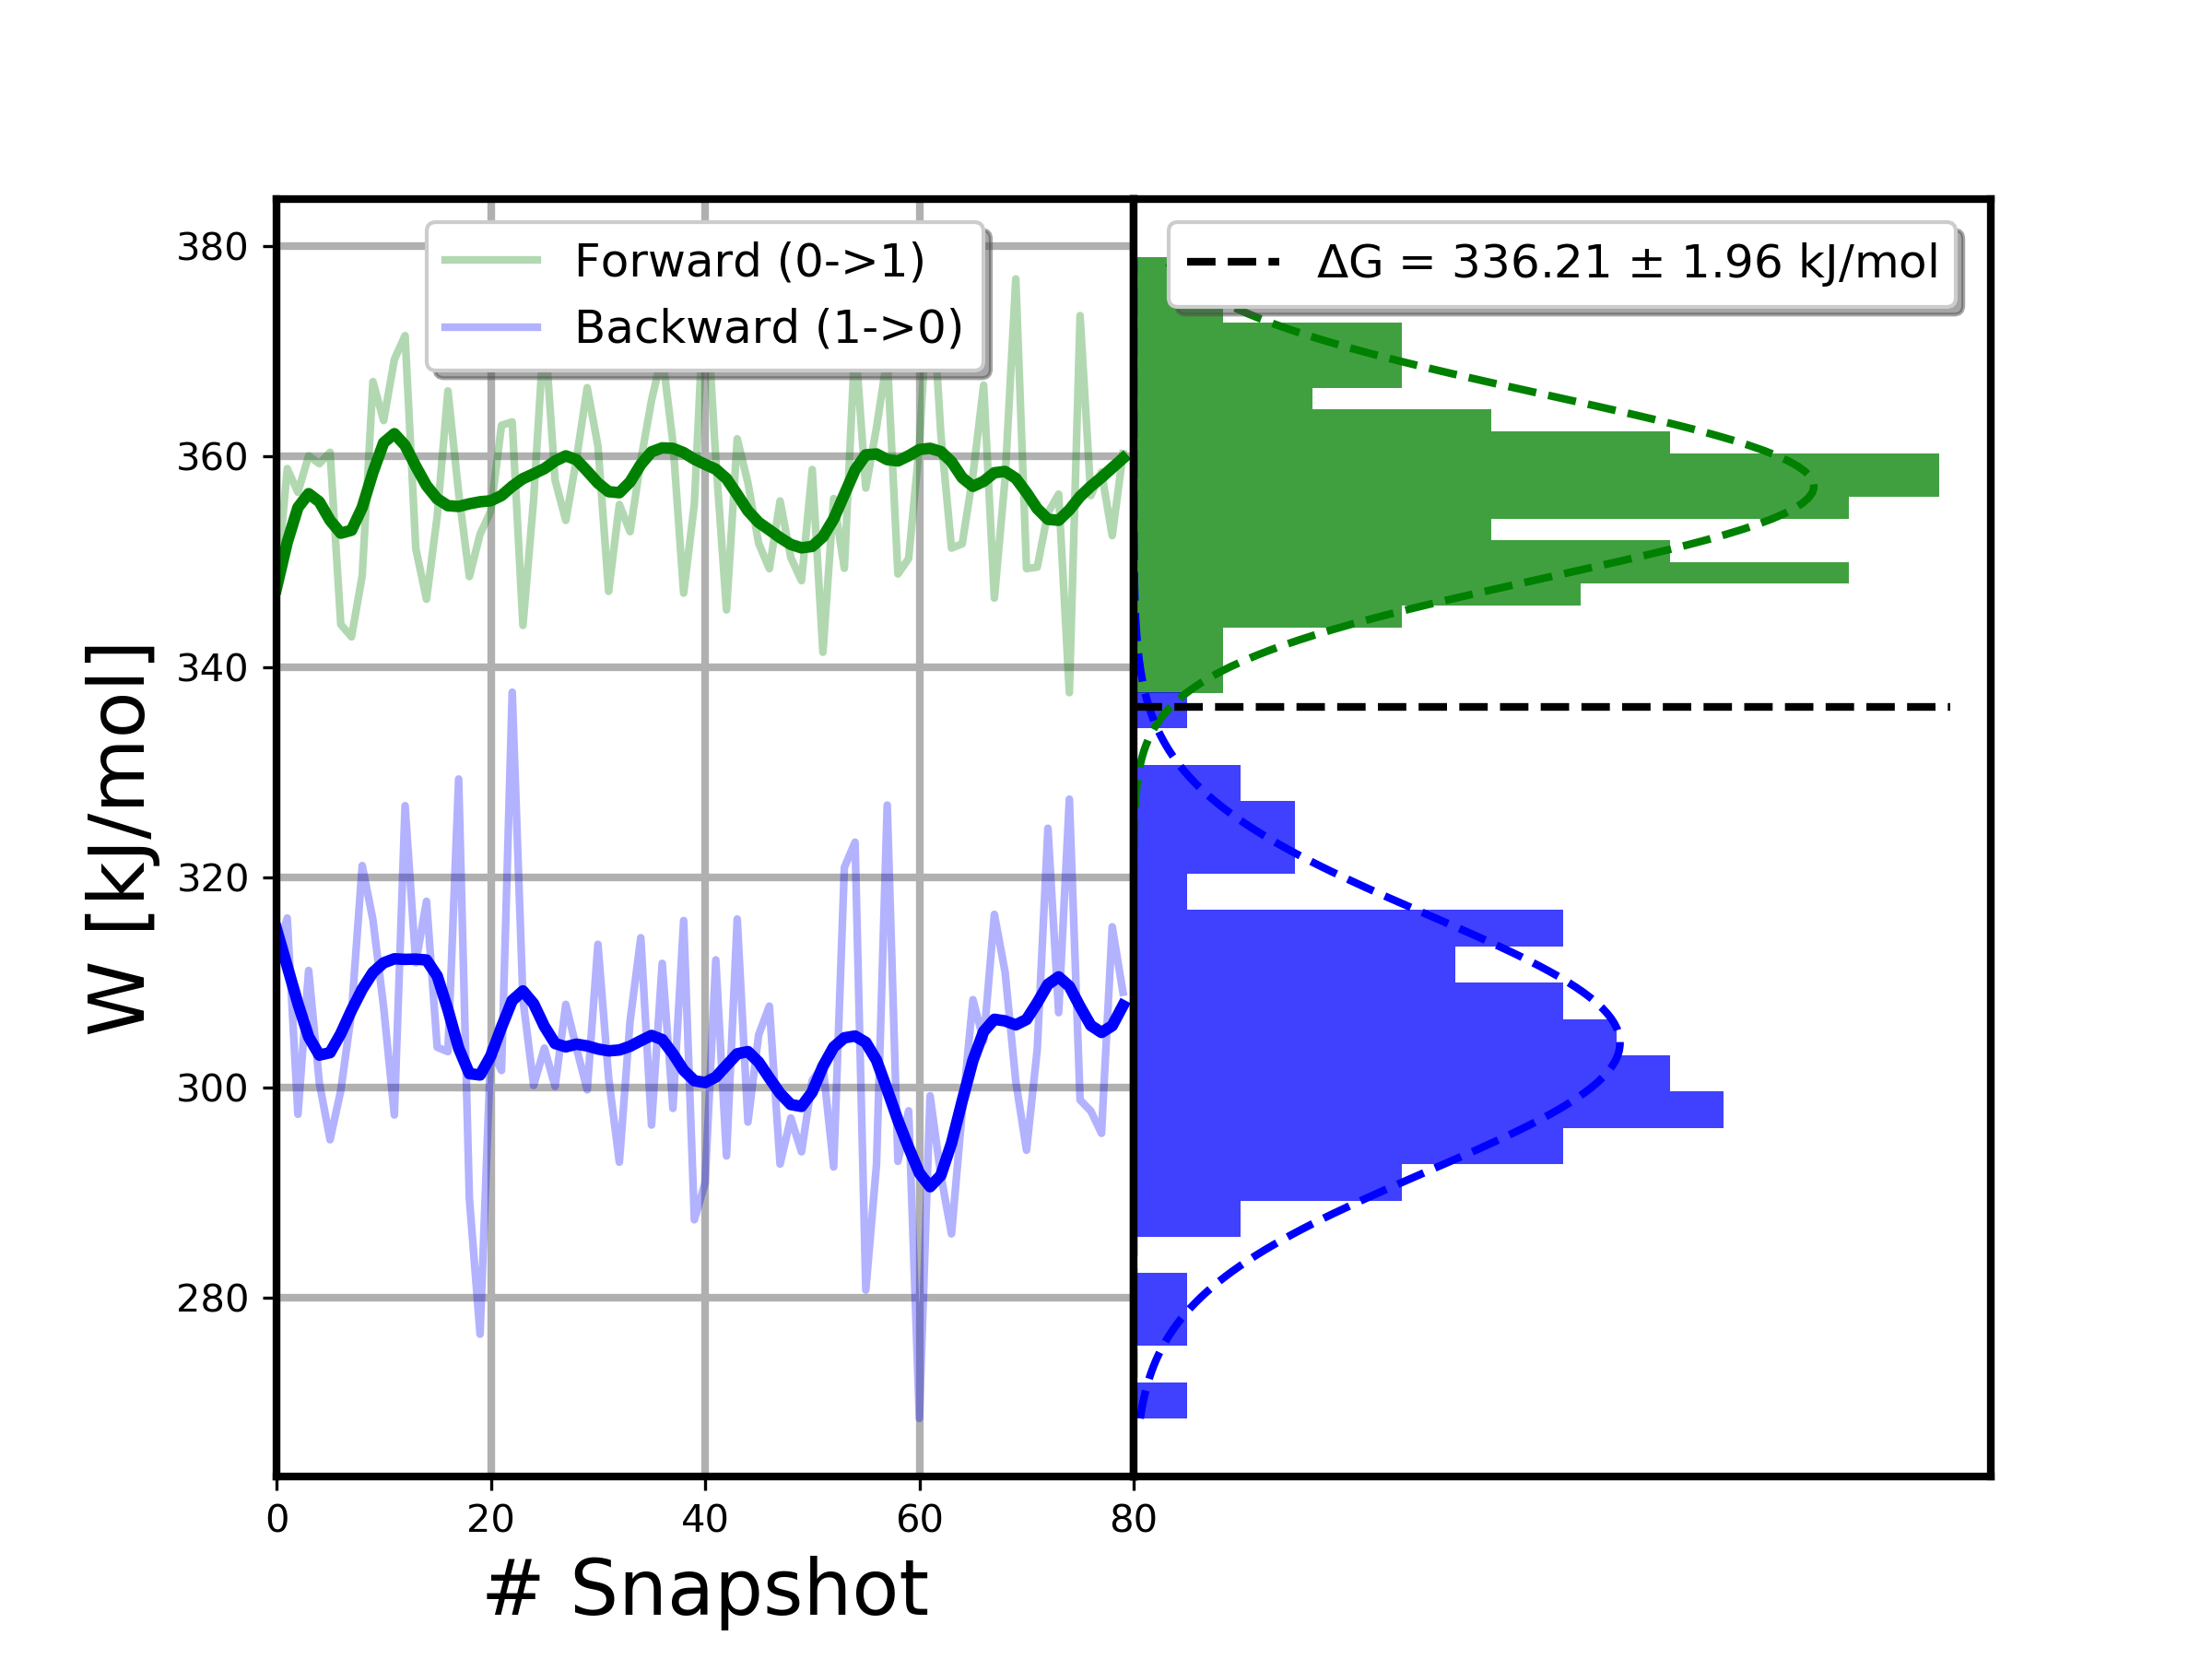 Forward (0->1)
Backward (1->0)
ΔG = 336.21 ± 1.96 kJ/mol
W [kJ/mol]
380
360
340
320
300
280
0 20 40 60 80
# Snapshot